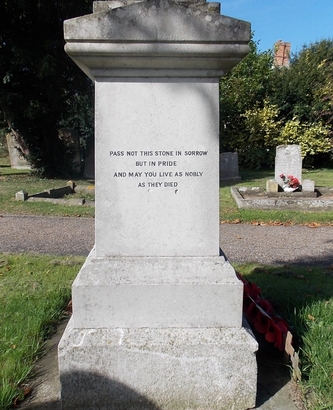 PASS NOT THIS STONE IN SORROW
BUT IN PRIDE
AND MAY YOU LIVE AS NOBLY
AS THEY DIED